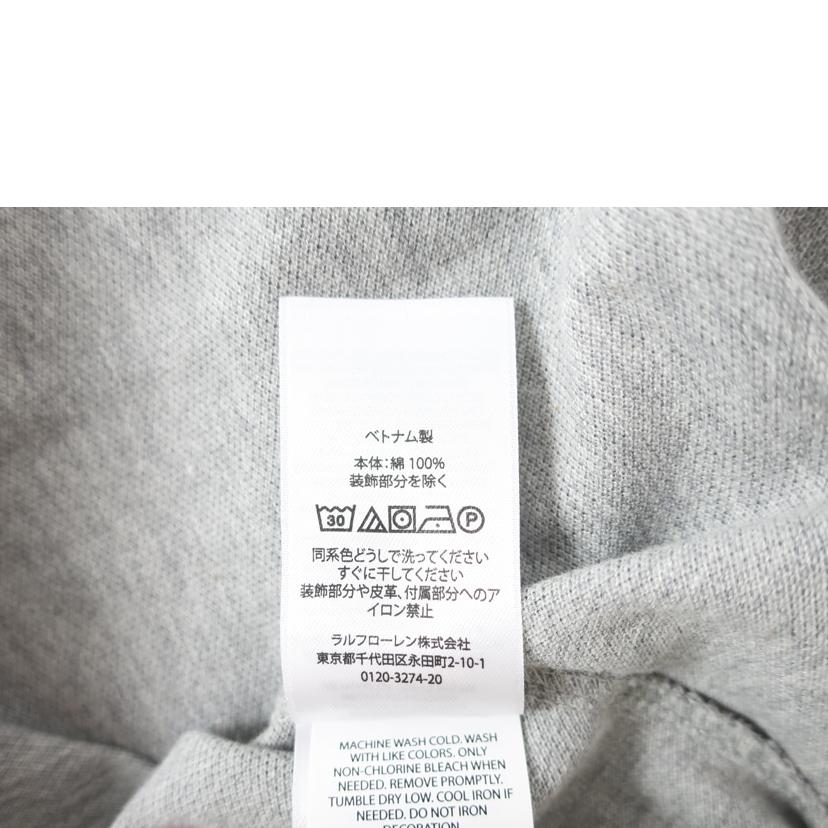 ベトナム製
本体:綿 100%
装飾部分を除く
30 P
同系色どうしで洗ってください
すぐに干してください
装飾部分や皮革、付属部分へのア
イロン禁止
ラルフローレン株式会社
東京都千代田区永田町2-10-1
0120-3274-20
MACHINE WASH COLD. WASH
WITH LIKE COLORS. ONLY
NON-CHLORINE BLEACH WHEN
NEEDED. REMOVE PROMPTLY.
TUMBLE DRY LOW. COOL IRON IF
NEEDED. DO NOT IRON
DECORATION